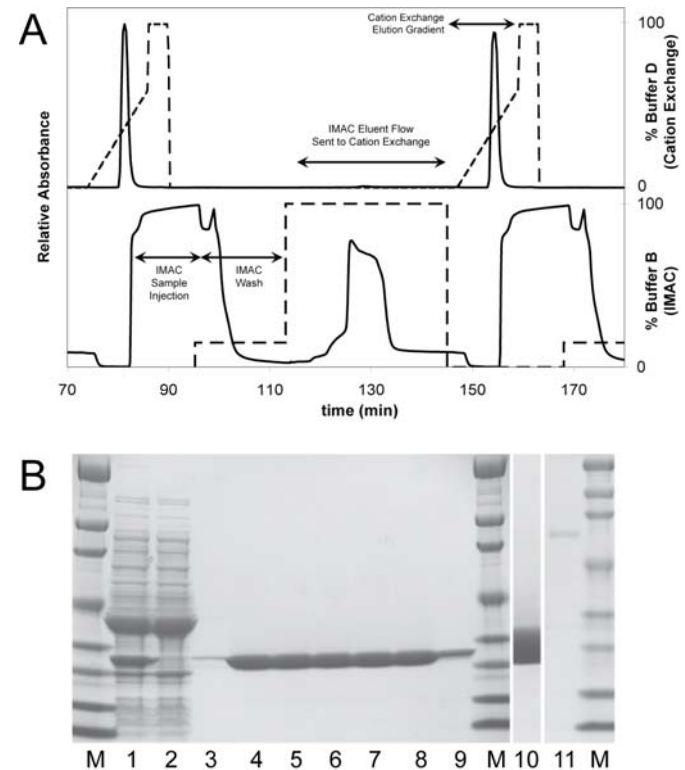 A
Cation Exchange
Elution Gradient
100
IMAC Eluent Flow
Sent to Cation Exchange
Relative Absorbance
% Buffer D
(Cation Exchange)
0
100
IMAC
Sample
Injection
IMAC
Wash
% Buffer B
(IMAC)
0
70 90 110 130 150 170
time (min)
B
M 1 2 3 4 5 6 7 8 9 M 10 11 M